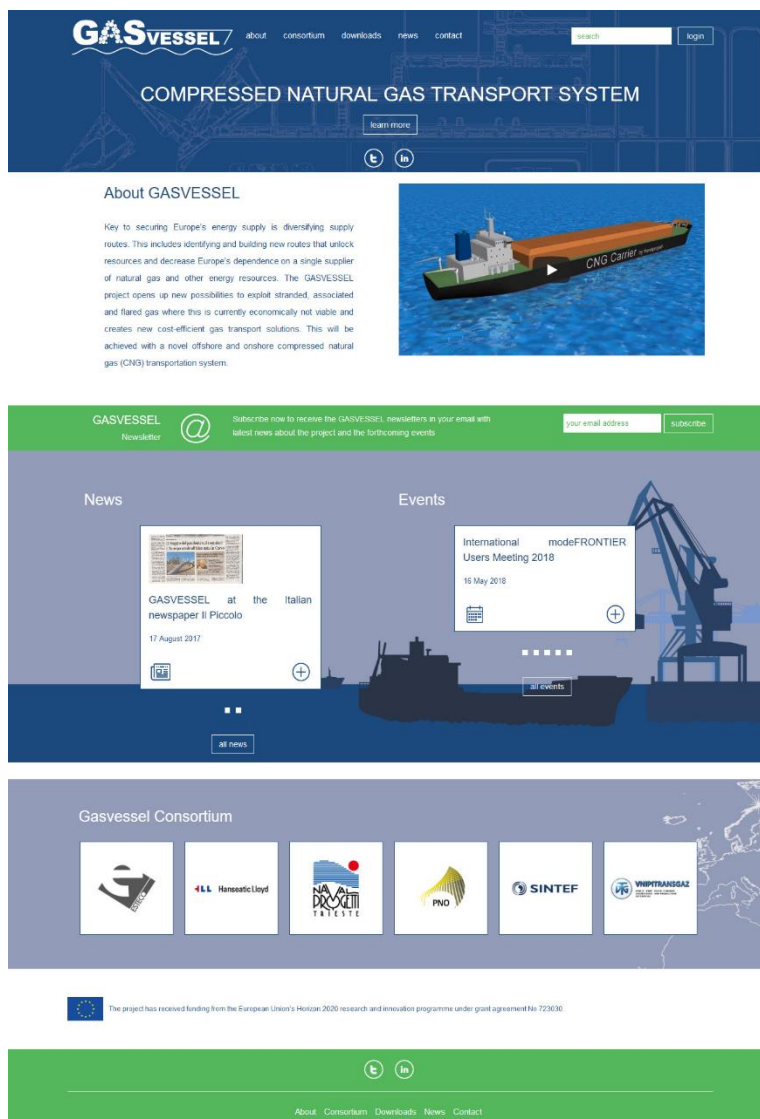 GASVESSEL
about consortium downloads news contact
search
login
COMPRESSED NATURAL GAS TRANSPORT SYSTEM
learn more
About GASVESSEL
Key to securing Europe's energy supply is diversifying supply
routes. This includes identifying and building new routes that unlock
resources and decrease Europe's dependence on a single supplier
of natural gas and other energy resources. The GASVESSEL
project opens up new possibilities to exploit stranded, associated
and flared gas where this is currently economically not viable and
creates new cost-efficient gas transport solutions. This will be
achieved with a novel offshore and onshore compressed natural
gas (CNG) transportation system.
CNG Carrier
GASVESSEL
Newsletter
@
Subscribe now to receive the GASVESSEL newsletters in your email with
latest news about the project and the forthcoming events
your email address
subscribe
News
GASVESSEL at the Italian
newspaper Il Piccolo
17 August 2017
all news
Events
International modeFRONTIER
Users Meeting 2018
16 May 2018
all events
Gasvessel Consortium
Hanseatic Lloyd
NAVAL
PROGETTI
TRIESTE
PNO
SINTEF
VNIPITRANSGAZ
The project has received funding from the European Union's Horizon 2020 research and innovation programme under grant agreement No 723030.
About Consortium Downloads News Contact